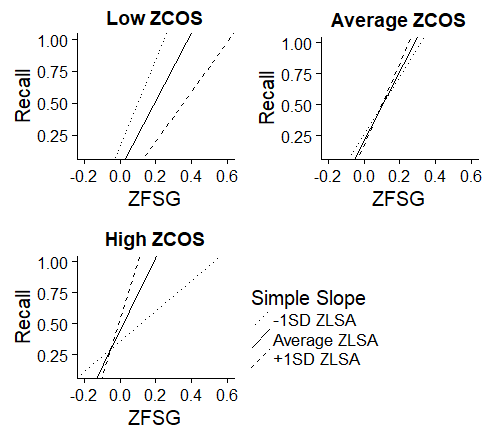 Low ZCOS
Recall
1.00
0.75
0.50
0.25
-0.2 0.0 0.2 0.4 0.6
ZFSG
Average ZCOS
Recall
1.00
0.75
0.50
0.25
-0.2 0.0 0.2 0.4 0.6
ZFSG
High ZCOS
Recall
1.00
0.75
0.50
0.25
-0.2 0.0 0.2 0.4 0.6
ZFSG
Simple Slope
-1SD ZLSA
Average ZLSA
+1SD ZLSA